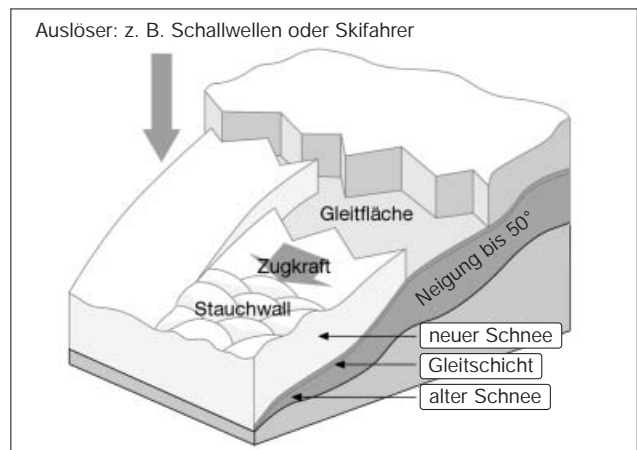 Auslöser: z. B. Schallwellen oder Skifahrer
Gleitfläche
Neigung bis 50°
Zugkraft
Stauchwall
neuer Schnee
Gleitschicht
alter Schnee